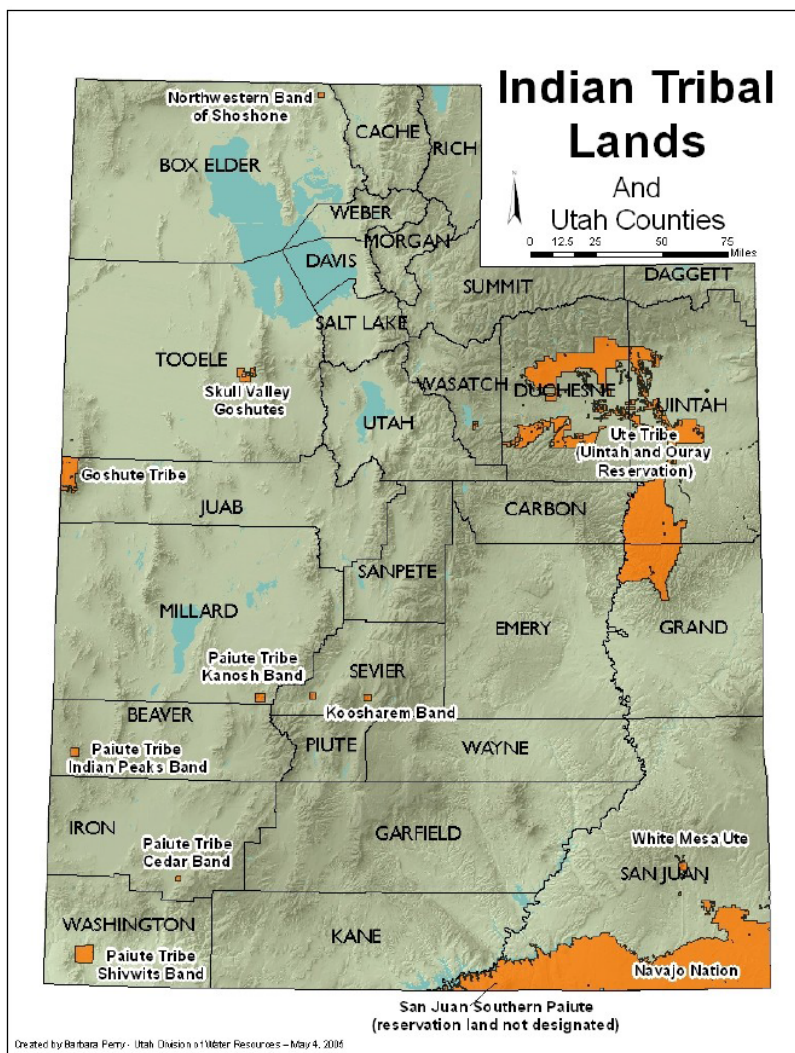 Indian Tribal
Lands
And
Utah Counties
0 12.5 25 50 75
Miles
N
Northwestern Band
of Shoshone
CACHE
RICH
BOX ELDER
WEBER
MORGAN
DAVIS
DAGGETT
SUMMIT
SALT LAKE
TOOELE
WASATCH
DUCHESNE
UINTAH
Skull Valley
Goshutes
UTAH
Ute Tribe
(Uintah and Ouray
Reservation)
Goshute Tribe
JUAB
CARBON
SANPETE
MILLARD
EMERY
GRAND
Paiute Tribe
Kanosh Band
SEVIER
Koosharem Band
BEAVER
PIUTE
WAYNE
Paiute Tribe
Indian Peaks Band
IRON
GARFIELD
Paiute Tribe
Cedar Band
White Mesa Ute
SAN JUAN
WASHINGTON
KANE
Paiute Tribe
Shivwits Band
Navajo Nation
San Juan Southern Paiute
(reservation land not designated)
Created by Barbara Perry - Utah Division of Water Resources – May 4, 2005